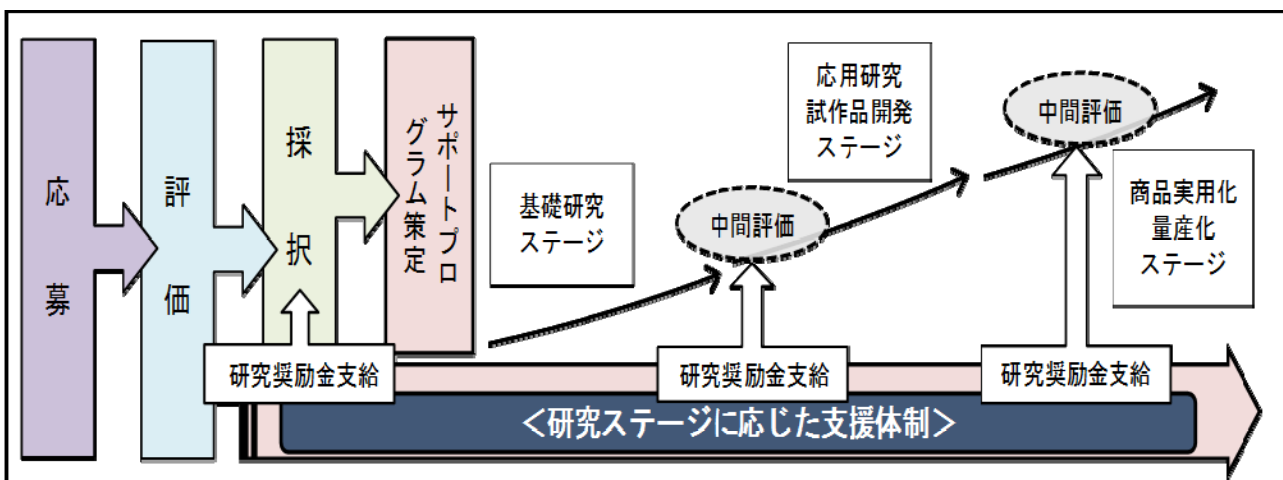 応募
評価
採択
サポートプロ
グラム策定
基礎研究
ステージ
中間評価
応用研究
試作品開発
ステージ
中間評価
商品実用化
量産化
ステージ
研究奨励金支給
研究奨励金支給
研究奨励金支給
＜研究ステージに応じた支援体制＞